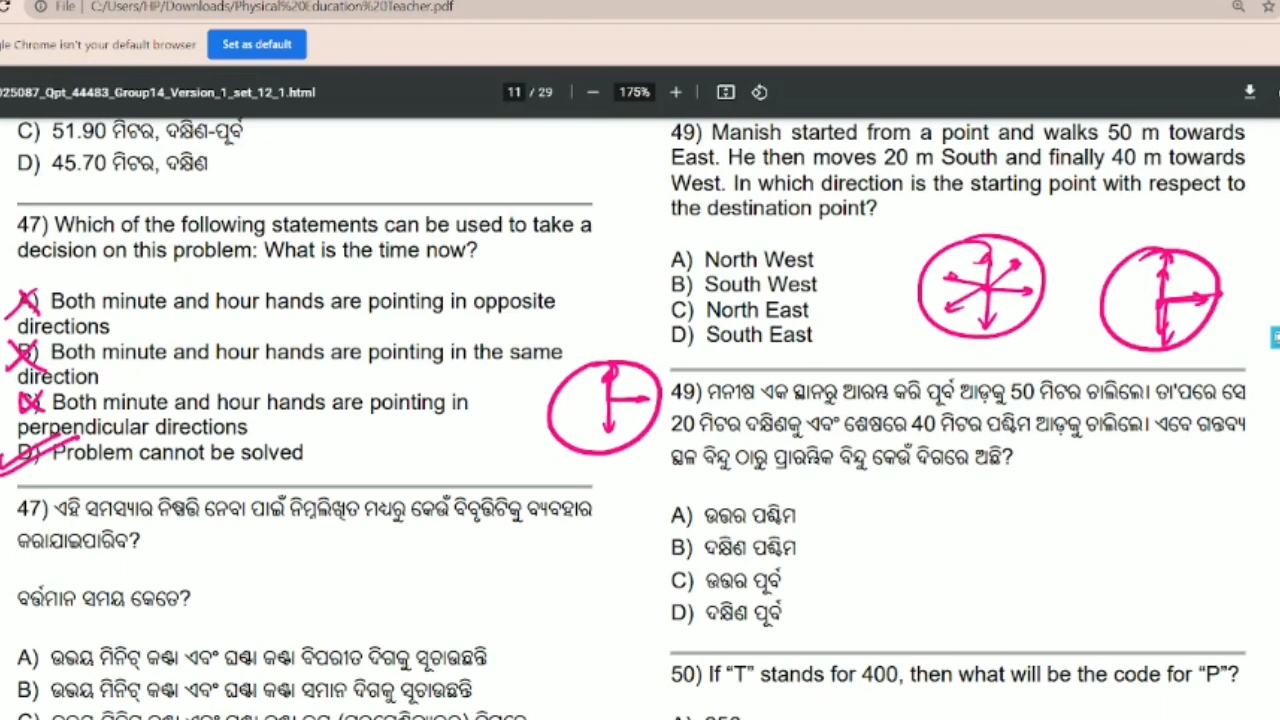 File | C:/Users/HP/Downloads/Physical%20Education%20Teacher.pdf
gle Chrome isn't your default browser Set as default
025087_Qpt_44483_Group14_Version_1_set_12_1.html 11 / 29 175%
C) 51.90 ମିଟର, ଦକ୍ଷିଣ-ପୂର୍ବ
D) 45.70 ମିଟର, ଦକ୍ଷିଣ
47) Which of the following statements can be used to take a
decision on this problem: What is the time now?
A) Both minute and hour hands are pointing in opposite
directions
B) Both minute and hour hands are pointing in the same
direction
C) Both minute and hour hands are pointing in
perpendicular directions
D) Problem cannot be solved
47) ଏହି ସମସ୍ୟାର ନିଷ୍ପତ୍ତି ନେବା ପାଇଁ ନିମ୍ନଲିଖିତ ମଧ୍ୟରୁ କେଉଁ ବିବୃତ୍ତିଟିକୁ ବ୍ୟବହାର
କରାଯାଇପାରିବ?
ବର୍ତ୍ତମାନ ସମୟ କେତେ?
A) ଉଭୟ ମିନିଟ୍ କଣ୍ଟା ଏବଂ ଘଣ୍ଟା କଣ୍ଟା ବିପରୀତ ଦିଗକୁ ସୂଚାଉଛନ୍ତି
B) ଉଭୟ ମିନିଟ୍ କଣ୍ଟା ଏବଂ ଘଣ୍ଟା କଣ୍ଟା ସମାନ ଦିଗକୁ ସୂଚାଉଛନ୍ତି
49) Manish started from a point and walks 50 m towards
East. He then moves 20 m South and finally 40 m towards
West. In which direction is the starting point with respect to
the destination point?
A) North West
B) South West
C) North East
D) South East
49) ମନୀଷ ଏକ ସ୍ଥାନରୁ ଆରମ୍ଭ କରି ପୂର୍ବ ଆଡ଼କୁ 50 ମିଟର ଚାଲିଲେ। ତା'ପରେ ସେ
20 ମିଟର ଦକ୍ଷିଣକୁ ଏବଂ ଶେଷରେ 40 ମିଟର ପଶ୍ଚିମ ଆଡ଼କୁ ଚାଲିଲେ। ଏବେ ଗନ୍ତବ୍ୟ
ସ୍ଥଳ ବିନ୍ଦୁ ଠାରୁ ପ୍ରାରମ୍ଭିକ ବିନ୍ଦୁ କେଉଁ ଦିଗରେ ଅଛି?
A) ଉତ୍ତର ପଶ୍ଚିମ
B) ଦକ୍ଷିଣ ପଶ୍ଚିମ
C) ଉତ୍ତର ପୂର୍ବ
D) ଦକ୍ଷିଣ ପୂର୍ବ
50) If “T” stands for 400, then what will be the code for “P”?